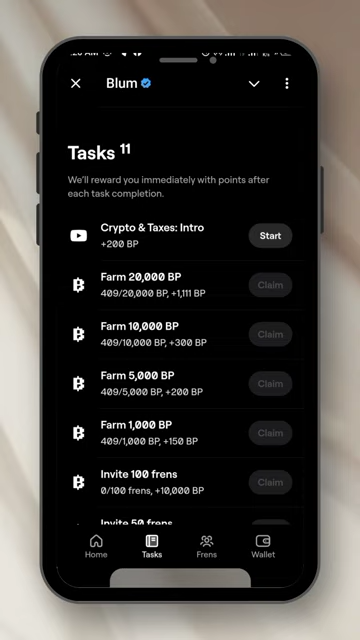 Blum
Tasks 11
We'll reward you immediately with points after
each task completion.
Crypto & Taxes: Intro
+200 BP
Start
Farm 20,000 BP
409/20,000 BP, +1,111 BP
Claim
Farm 10,000 BP
409/10,000 BP, +300 BP
Claim
Farm 5,000 BP
409/5,000 BP, +200 BP
Claim
Farm 1,000 BP
409/1,000 BP, +150 BP
Claim
Invite 100 frens
0/100 frens, +10,000 BP
Claim
Invite 50 frens
Home
Tasks
Frens
Wallet